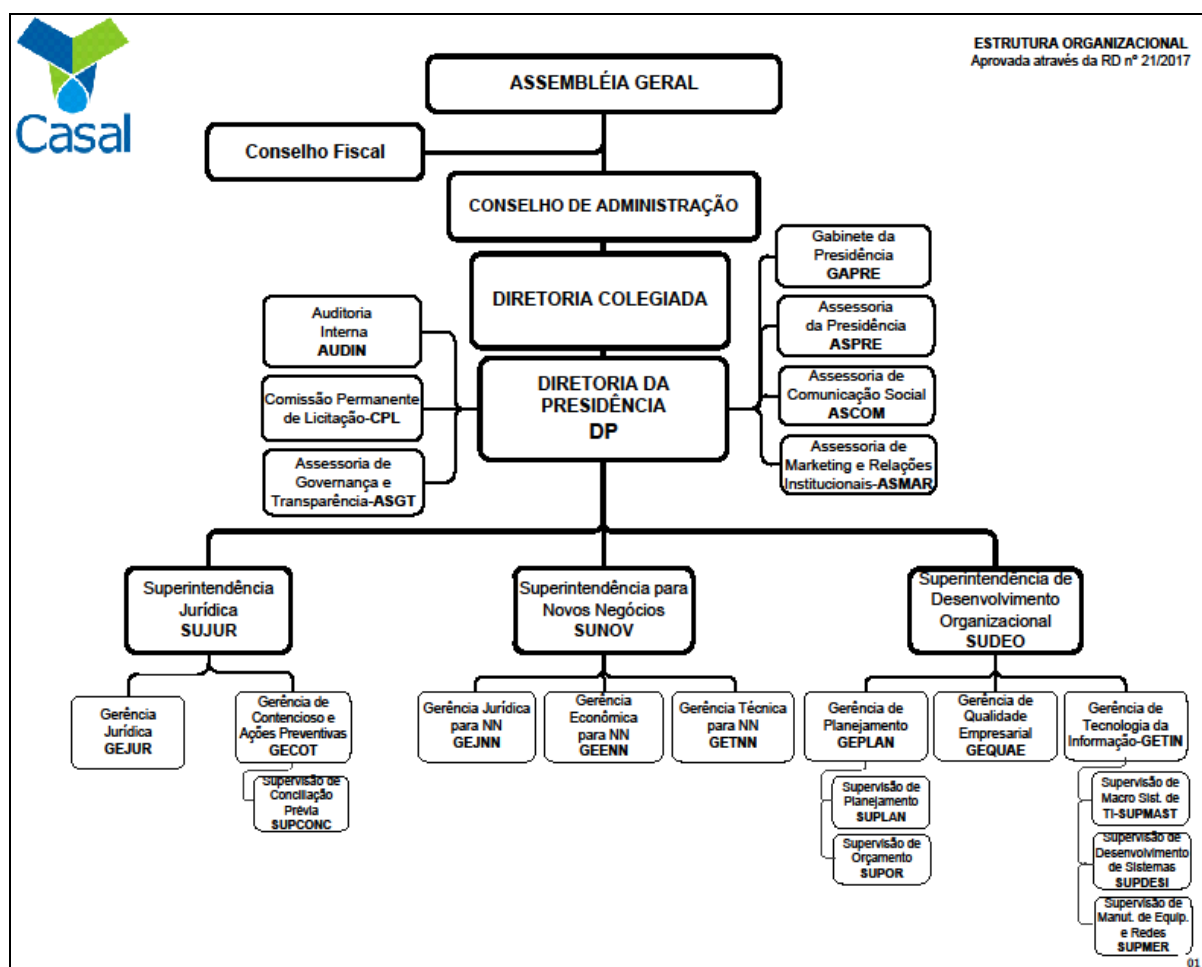 Casal
ESTRUTURA ORGANIZACIONAL
Aprovada através da RD nº 21/2017
ASSEMBLÉIA GERAL
Conselho Fiscal
CONSELHO DE ADMINISTRAÇÃO
DIRETORIA COLEGIADA
Gabinete da
Presidência
GAPRE
Auditoria
Interna
AUDIN
Assessoria
da Presidência
ASPRE
DIRETORIA DA
PRESIDÊNCIA
DP
Comissão Permanente
de Licitação-CPL
Assessoria de
Comunicação Social
ASCOM
Assessoria de
Governança e
Transparência-ASGT
Assessoria de
Marketing e Relações
Institucionais-ASMAR
Superintendência
Jurídica
SUJUR
Superintendência para
Novos Negócios
SUNOV
Superintendência de
Desenvolvimento
Organizacional
SUDEO
Gerência
Jurídica
GEJUR
Gerência de
Contencioso e
Ações Preventivas
GECOT
Gerência Jurídica
para NN
GEJNN
Gerência
Econômica
para NN
GEENN
Gerência Técnica
para NN
GETNN
Gerência de
Planejamento
GEPLAN
Gerência de
Qualidade
Empresarial
GEQUAE
Gerência de
Tecnologia da
Informação-GETIN
Supervisão de
Conciliação
Prévia
SUPCONC
Supervisão de
Planejamento
SUPLAN
Supervisão de
Orçamento
SUPOR
Supervisão de
Macro Sist. de
TI-SUPMAST
Supervisão de
Desenvolvimento
de Sistemas
SUPDESI
Supervisão de
Manut. de Equip.
e Redes
SUPMER
01